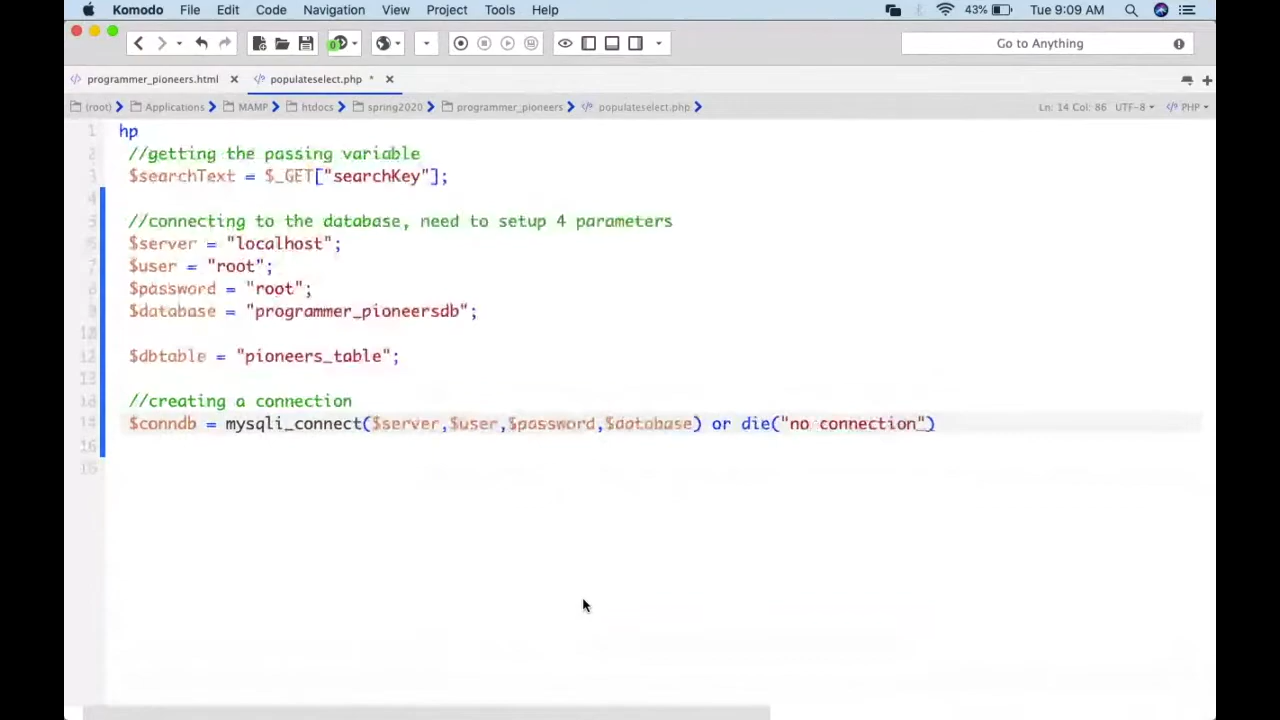 Komodo File Edit Code Navigation View Project Tools Help 43% Tue 9:09 AM
Go to Anything
programmer_pioneers.html populateselect.php *
(root) Applications MAMP htdocs spring2020 programmer_pioneers populateselect.php Ln: 14 Col: 86 UTF-8 PHP
1 hp
2 //getting the passing variable
3 $searchText = $_GET["searchKey"];
4
5 //connecting to the database, need to setup 4 parameters
6 $server = "localhost";
7 $user = "root";
8 $password = "root";
9 $database = "programmer_pioneersdb";
10
$dbtable = "pioneers_table";
//creating a connection
14 $conndb = mysqli_connect($server,$user,$password,$database) or die("no connection")